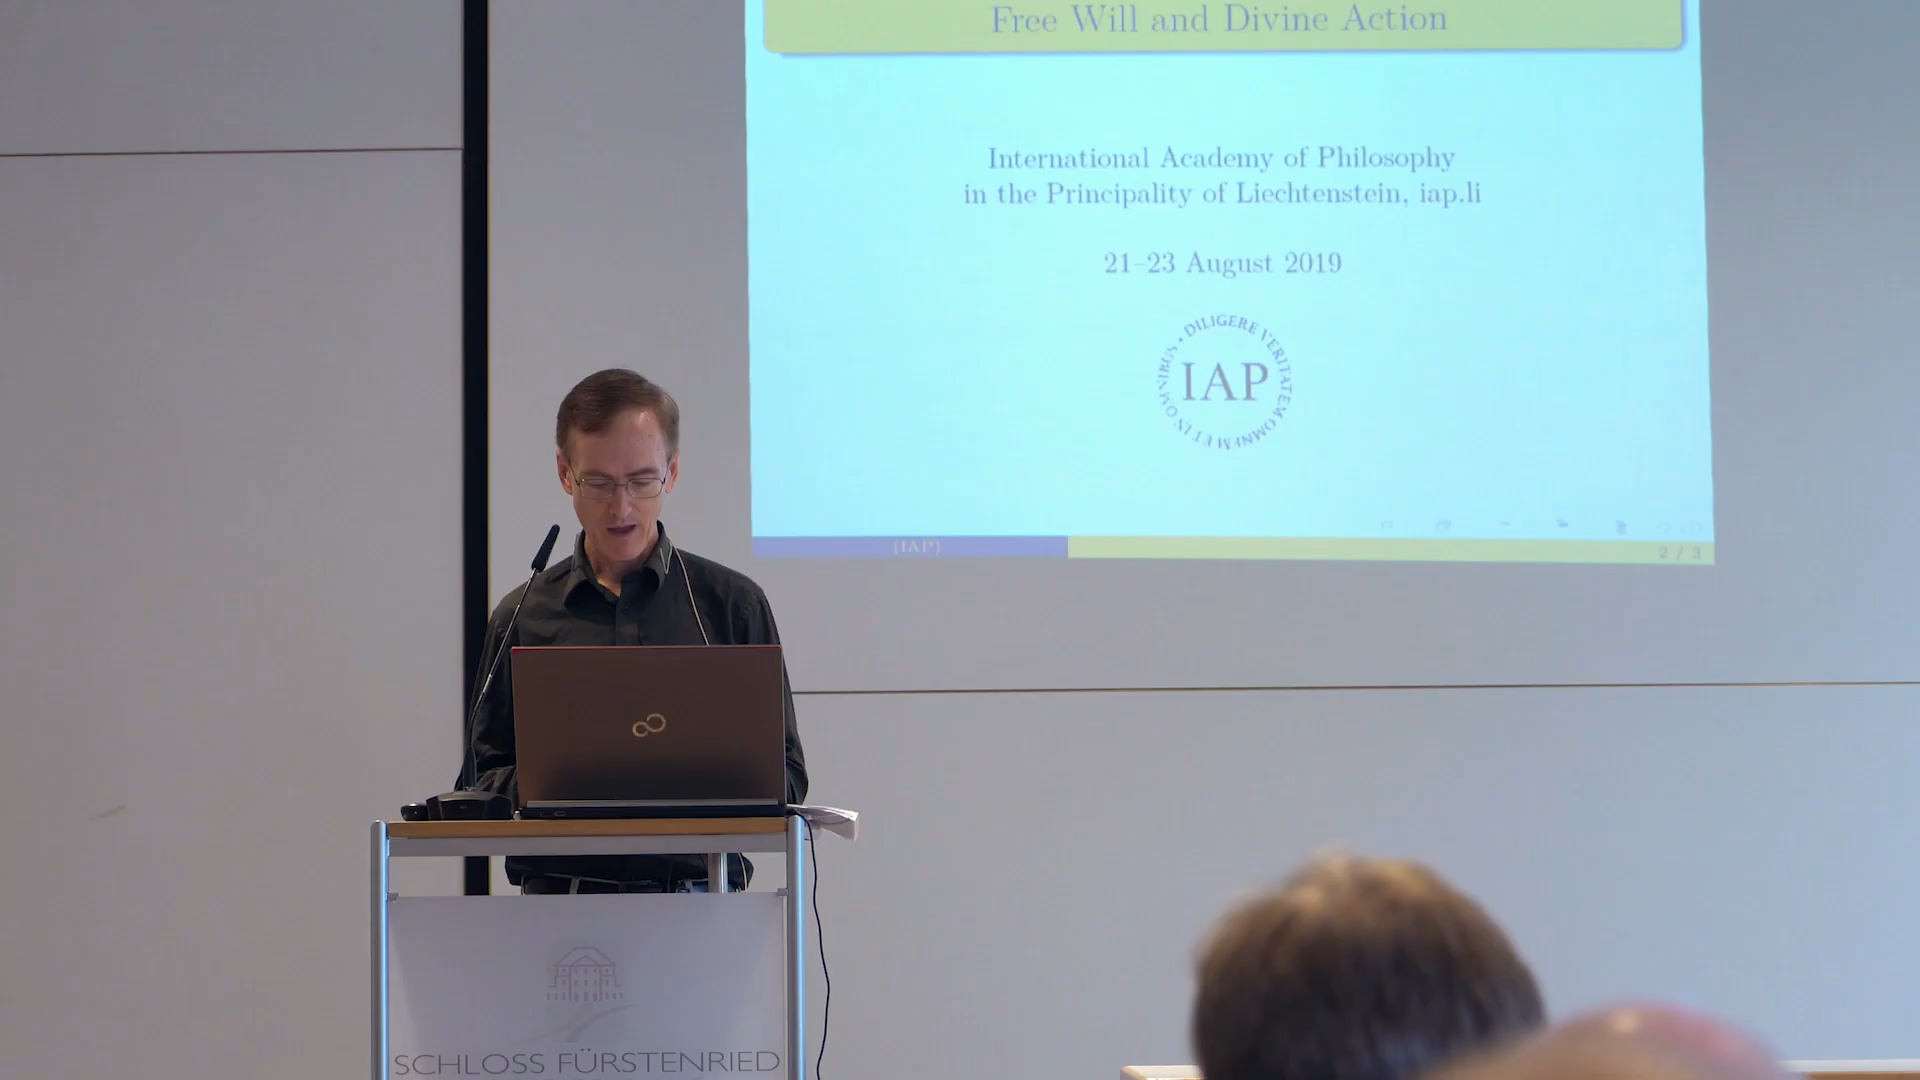 Free Will and Divine Action
International Academy of Philosophy
in the Principality of Liechtenstein, iap.li
21–23 August 2019
DILIGERE VERITATEM OMNEM ET IN OMNIBUS •
IAP
(IAP)
2 / 3
SCHLOSS FÜRSTENRIED